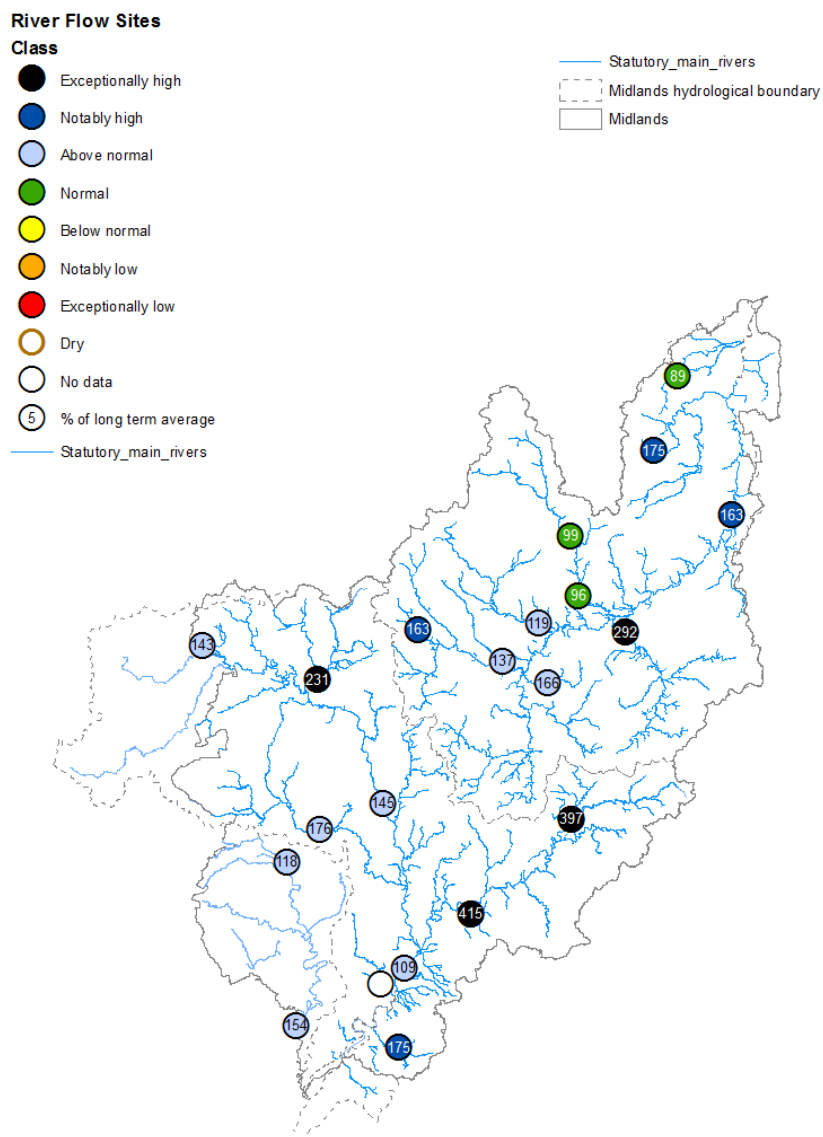 River Flow Sites
Class
Exceptionally high
Notably high
Above normal
Normal
Below normal
Notably low
Exceptionally low
Dry
No data
5 % of long term average
Statutory_main_rivers
Statutory_main_rivers
Midlands hydrological boundary
Midlands
89
175
163
99
96
119
163
292
143
137
231
166
145
397
176
118
415
109
154
175